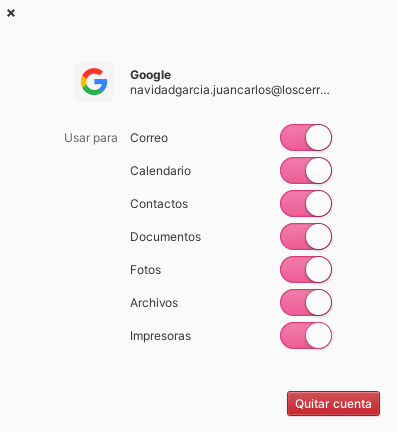 Google
navidadgarcia.juancarlos@loscerr...
Usar para Correo
Calendario
Contactos
Documentos
Fotos
Archivos
Impresoras
Quitar cuenta